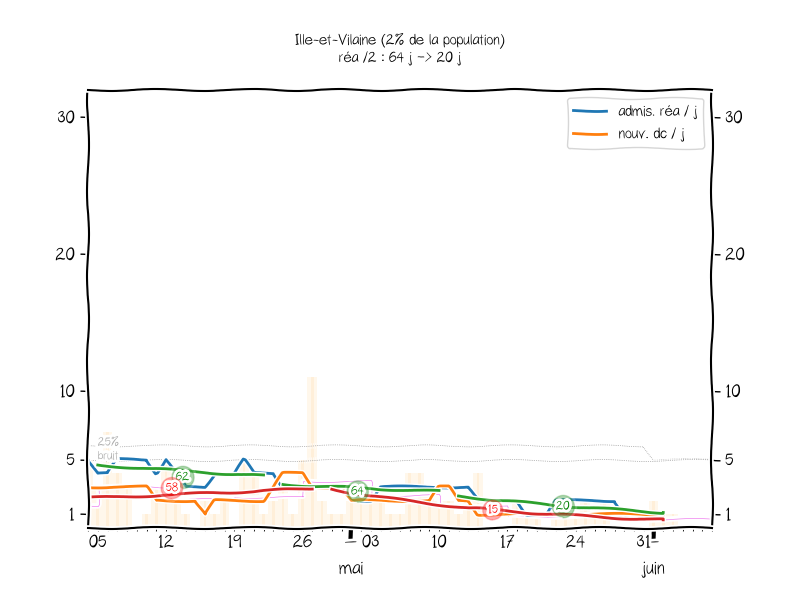 Ille-et-Vilaine (2% de la population)
réa /2 : 64 j -> 20 j
admis. réa / j
nouv. dc / j
30
30
20
20
10
10
25%
bruit
5
5
62
58
64
15
20
1
1
05 12 19 26 03 10 17 24 31
mai juin